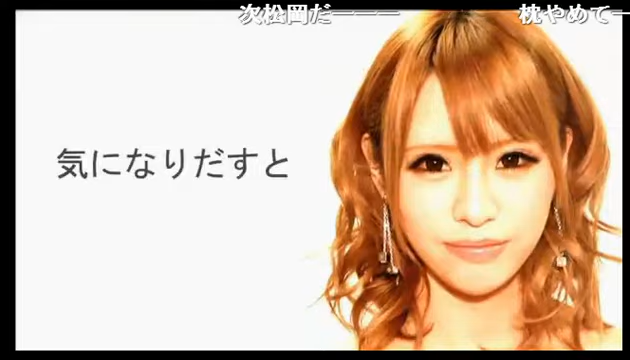 次松岡だーーー
枕やめてー
気になりだすと